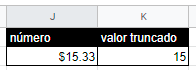 J K
número valor truncado
$15.33 15